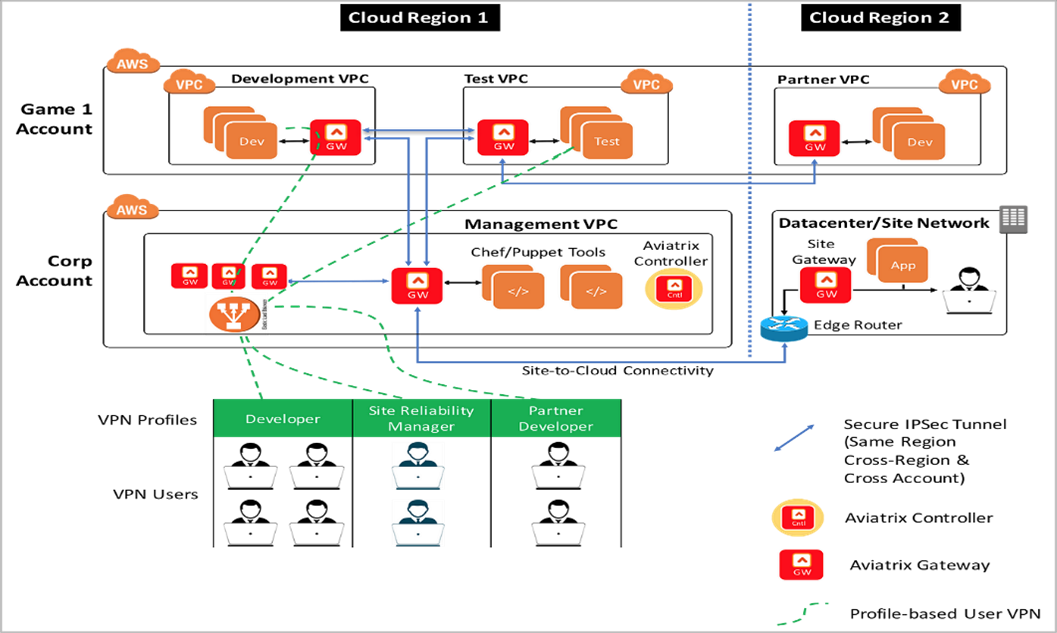 Cloud Region 1
Cloud Region 2
AWS
VPC
Development VPC
Test VPC
VPC
Partner VPC
VPC
Game 1
Account
Dev
GW
GW
Test
GW
Dev
AWS
Corp
Account
Management VPC
Chef/Puppet Tools
Aviatrix
Controller
GW
GW
GW
GW
</>
</>
Cntl
Datacenter/Site Network
Site
Gateway
GW
App
Edge Router
Site-to-Cloud Connectivity
VPN Profiles
Developer
Site Reliability
Manager
Partner
Developer
VPN Users
Secure IPSec Tunnel
(Same Region
Cross-Region &
Cross Account)
Cntl
Aviatrix Controller
GW
Aviatrix Gateway
Profile-based User VPN